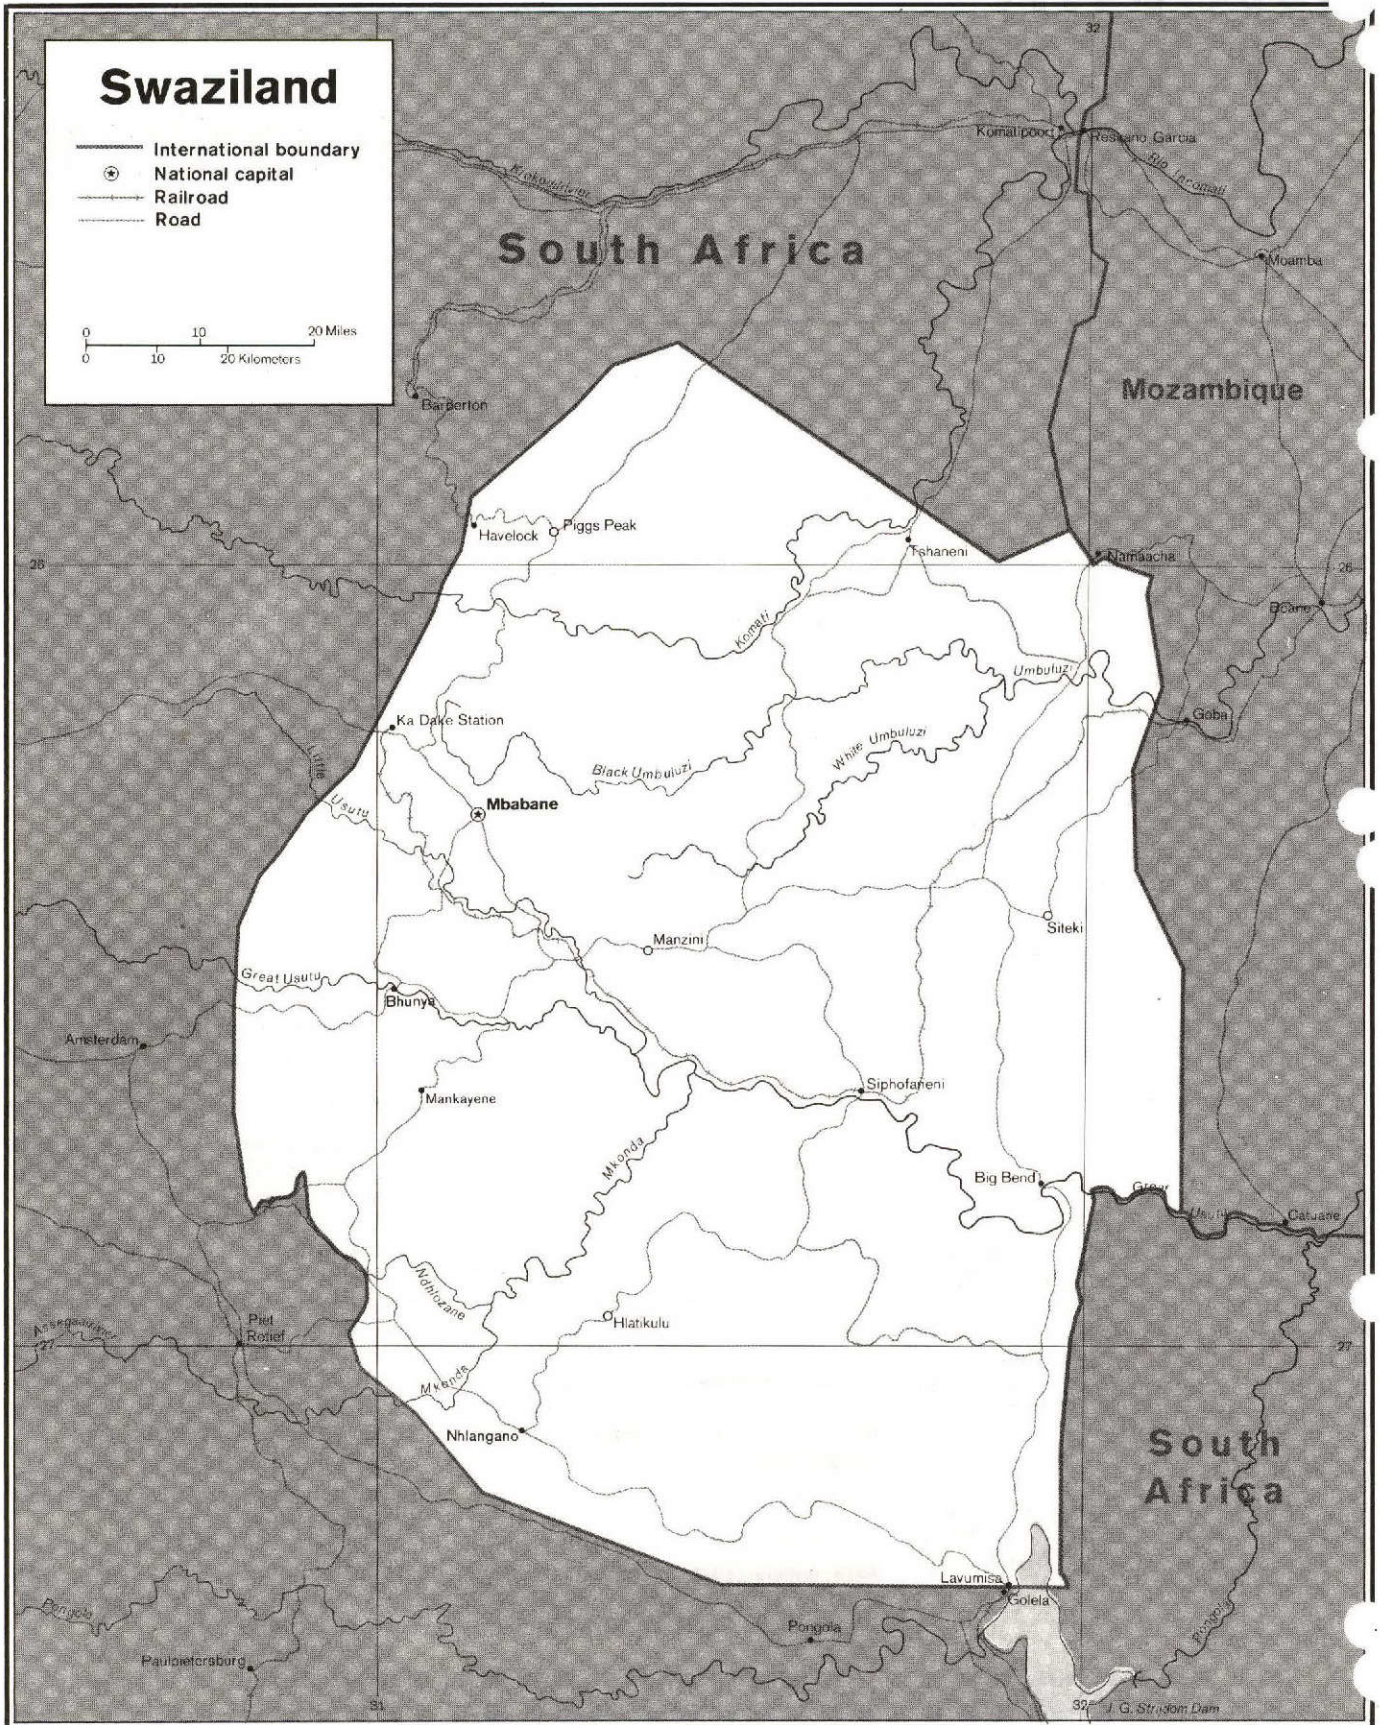 Swaziland
International boundary
National capital
Railroad
Road
0 10 20 Miles
0 10 20 Kilometers
32
Komatipoort
Ressano Garcia
Krokodilrivier
Rio Incomati
South Africa
Moamba
Mozambique
Barberton
Havelock
Piggs Peak
Tshaneni
Namaacha
26
26
Boane
Komati
Umbuluzi
Ka Dake Station
Goba
Little
Usutu
Black Umbuluzi
White Umbuluzi
Mbabane
Siteki
Manzini
Great Usutu
Bhunya
Amsterdam
Mankayene
Siphofaneni
Mkonda
Big Bend
Great
Usutu
Catuane
Ndhlozane
Assegaairivier
Piet
Retief
Hlatikulu
27
27
Mkonda
Nhlangano
South
Africa
Lavumisa
Golela
Pongola
Pongola
Pongola
Paulpietersburg
31
32
J. G. Strijdom Dam